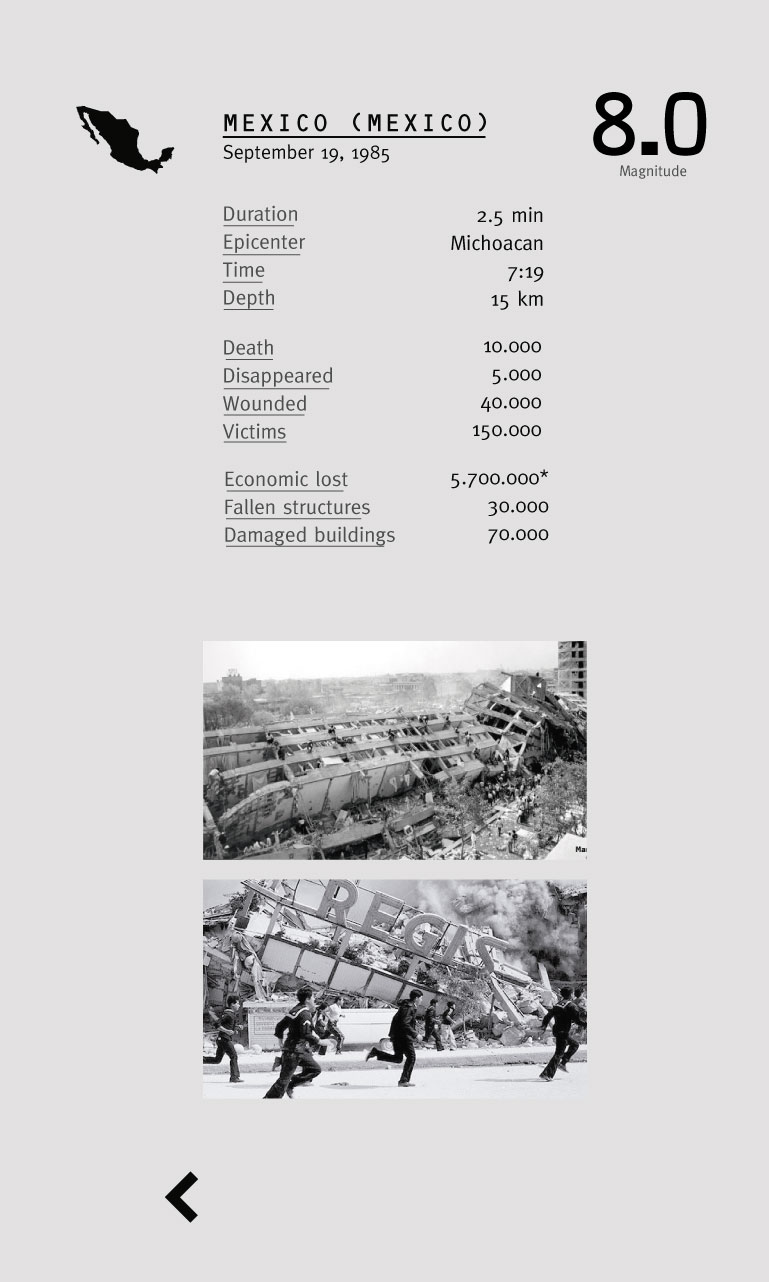 MEXICO (MEXICO)
September 19, 1985
8.0
Magnitude
Duration 2.5 min
Epicenter Michoacan
Time 7:19
Depth 15 km
Death 10.000
Disappeared 5.000
Wounded 40.000
Victims 150.000
Economic lost 5.700.000*
Fallen structures 30.000
Damaged buildings 70.000
REGIS